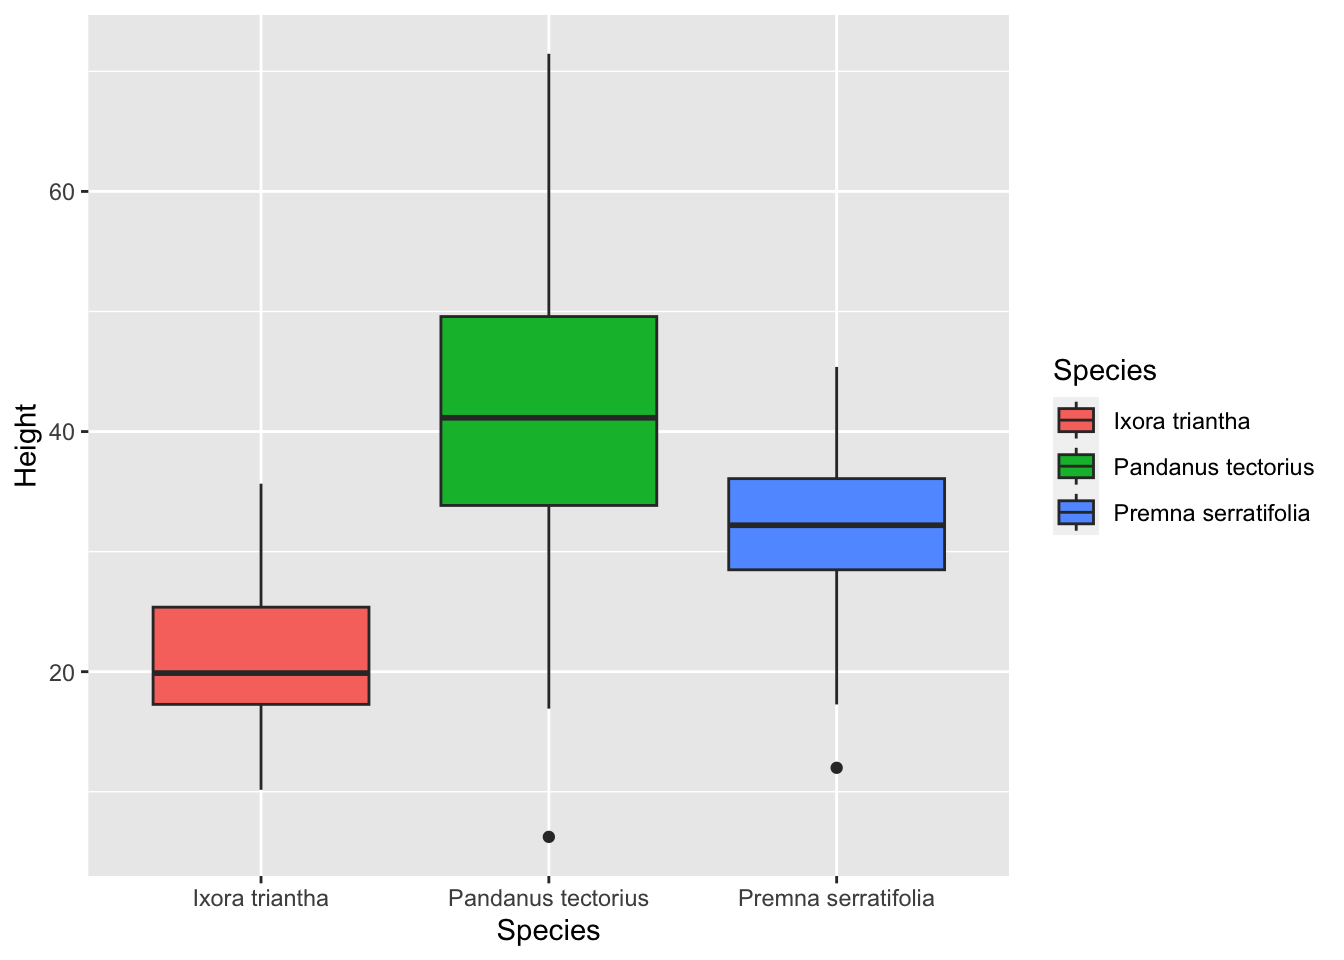 60
40
20
Height
Ixora triantha
Pandanus tectorius
Premna serratifolia
Species
Species
Ixora triantha
Pandanus tectorius
Premna serratifolia